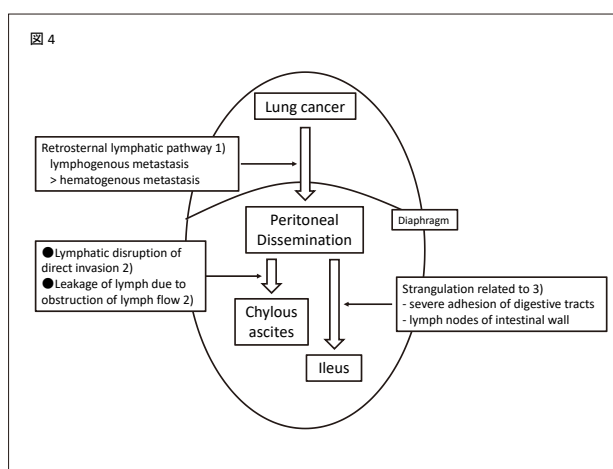 図 4
Lung cancer
Retrosternal lymphatic pathway 1)
lymphogenous metastasis
> hematogenous metastasis
Diaphragm
Peritoneal
Dissemination
●Lymphatic disruption of
direct invasion 2)
●Leakage of lymph due to
obstruction of lymph flow 2)
Strangulation related to 3)
- severe adhesion of digestive tracts
- lymph nodes of intestinal wall
Chylous
ascites
Ileus